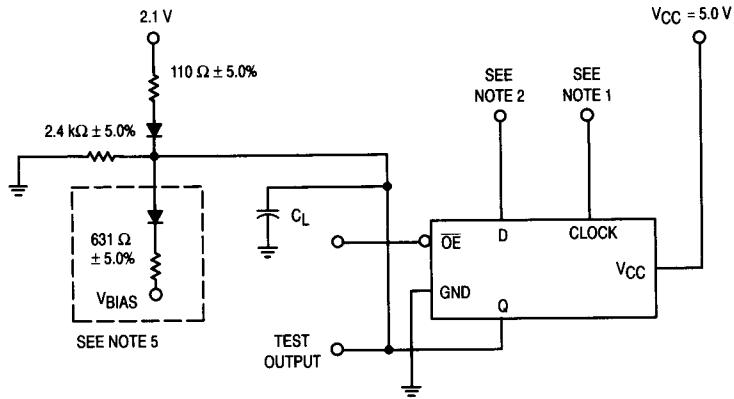 2.1 V
V_CC = 5.0 V
110 Ω ± 5.0%
SEE
NOTE 2
SEE
NOTE 1
2.4 kΩ ± 5.0%
C_L
631 Ω
± 5.0%
V_BIAS
SEE NOTE 5
O̅E̅
D
CLOCK
V_CC
GND
Q
TEST
OUTPUT